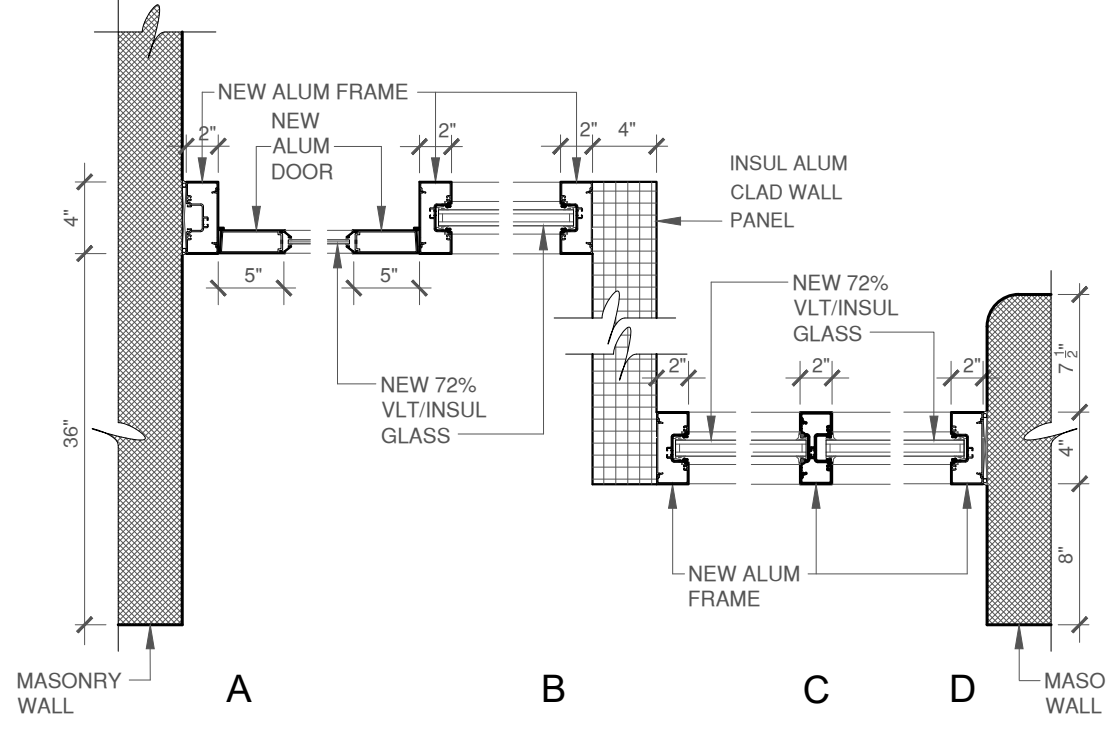 NEW ALUM FRAME
NEW
ALUM
DOOR
2"
2"
2"
4"
INSUL ALUM
CLAD WALL
PANEL
4"
5"
5"
NEW 72%
VLT/INSUL
GLASS
7 1/2"
2"
2"
2"
NEW 72%
VLT/INSUL
GLASS
36"
4"
8"
NEW ALUM
FRAME
MASONRY
WALL
A
B
C
D
MASO
WALL